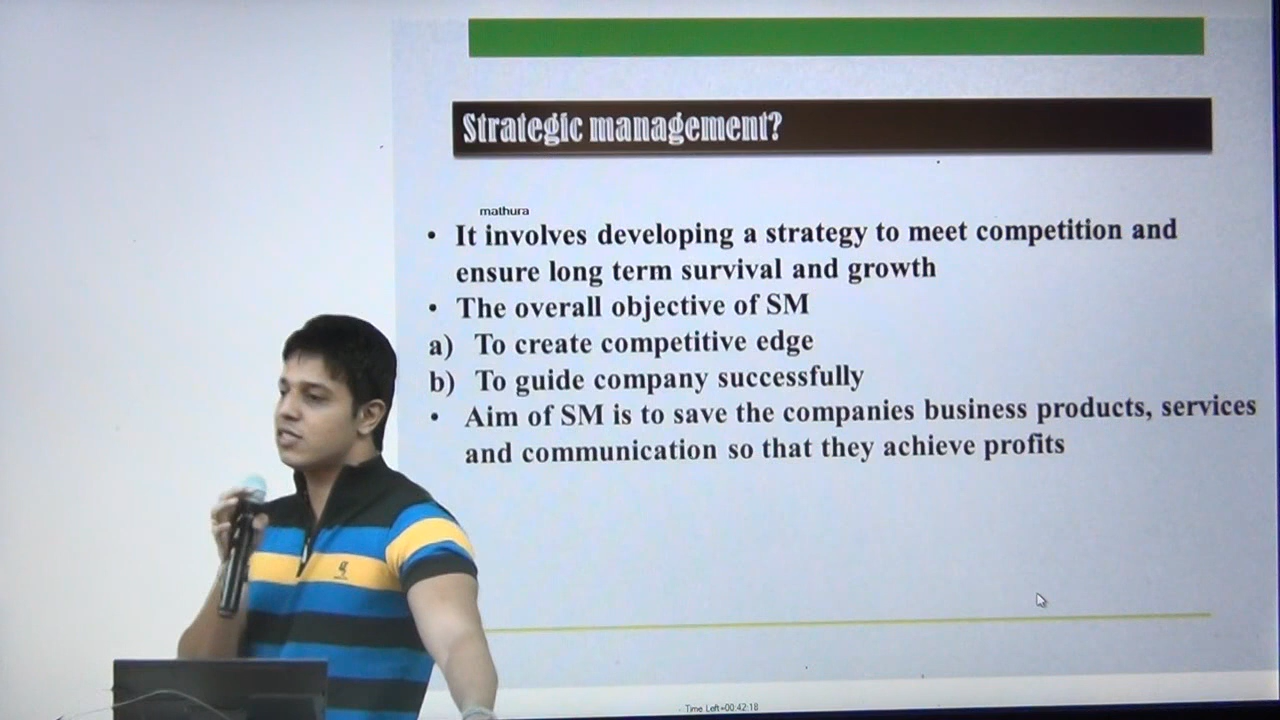 Strategic management?
mathura
• It involves developing a strategy to meet competition and
ensure long term survival and growth
• The overall objective of SM
a) To create competitive edge
b) To guide company successfully
• Aim of SM is to save the companies business products, services
and communication so that they achieve profits
Time Left=00:42:18